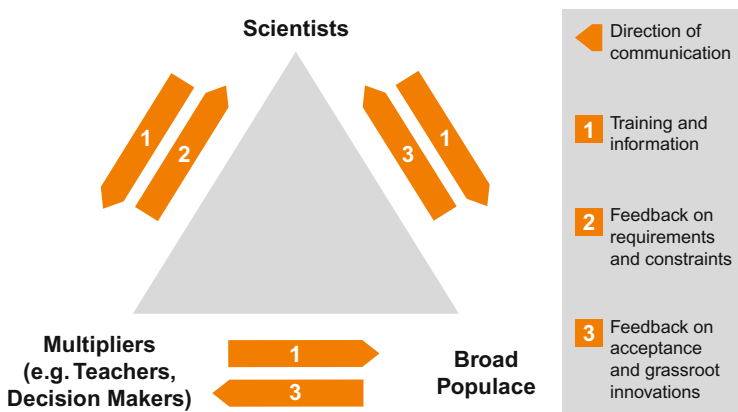 Scientists
1
2
3
1
Multipliers
(e.g. Teachers,
Decision Makers)
1
3
Broad
Populace
Direction of
communication
1 Training and
information
2 Feedback on
requirements
and constraints
3 Feedback on
acceptance
and grassroot
innovations